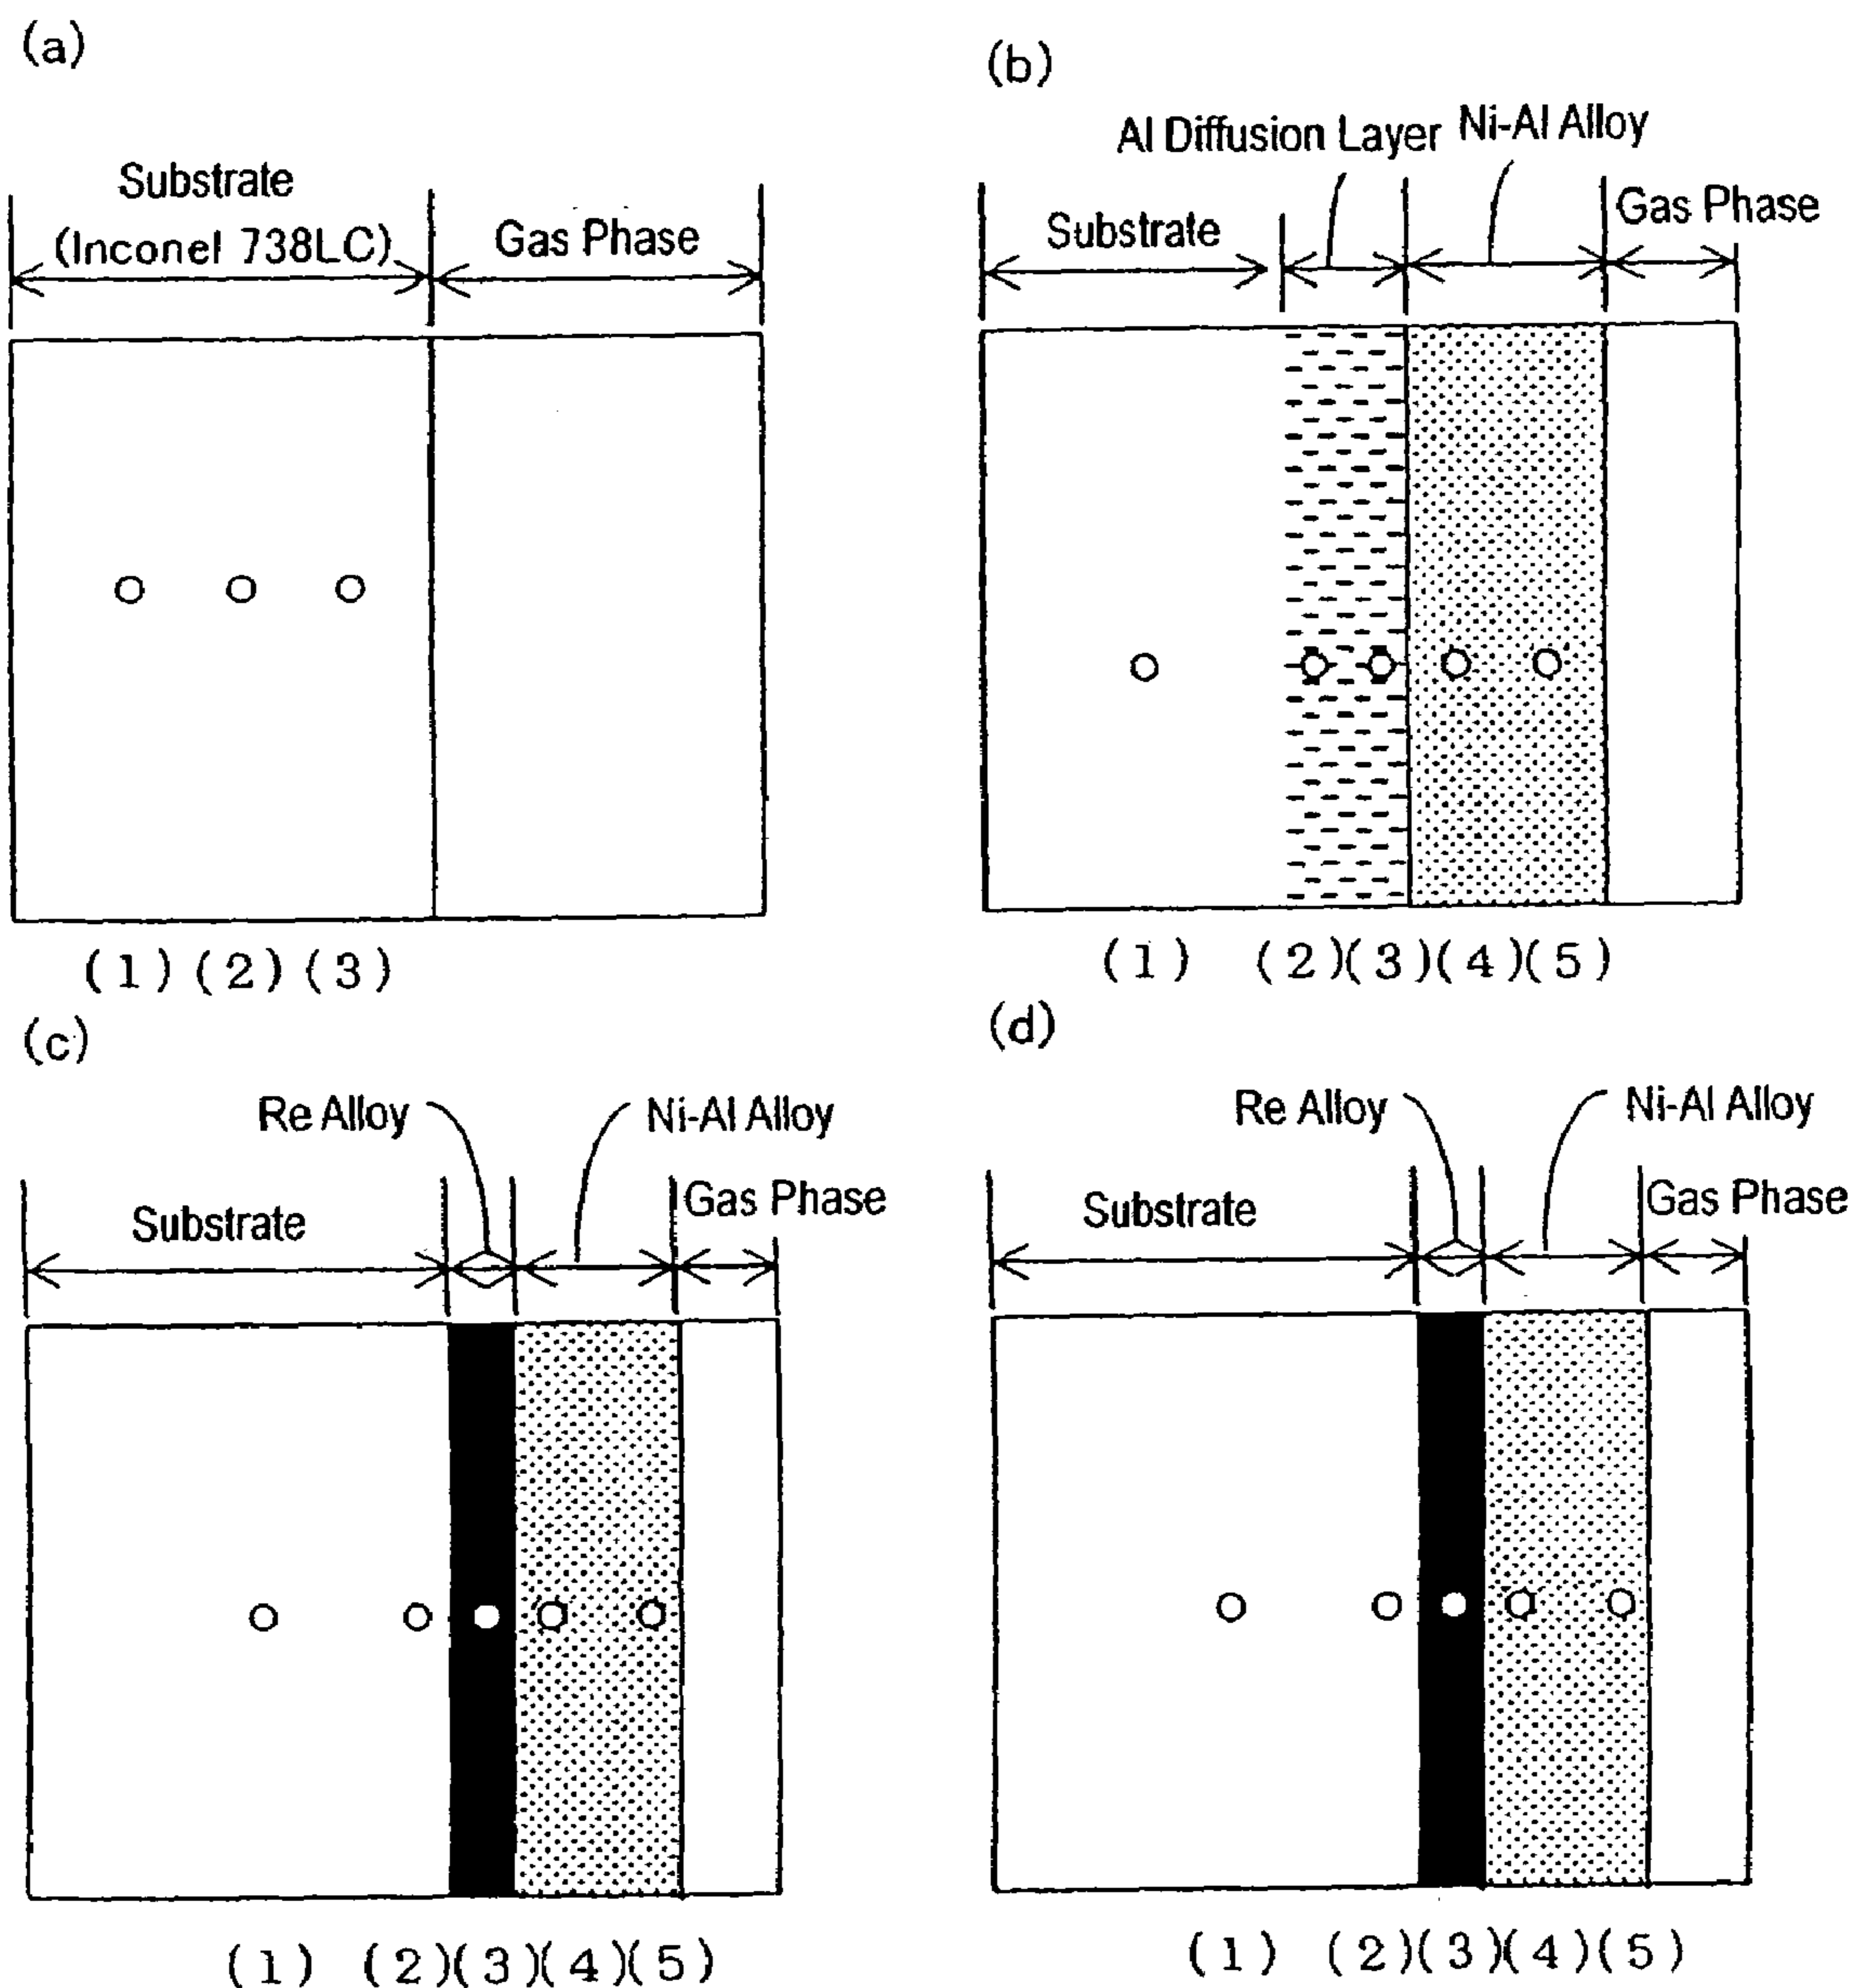 (a)
Substrate
(Inconel 738LC)
Gas Phase
(1) (2) (3)
(b)
Al Diffusion Layer
Ni-Al Alloy
Substrate
Gas Phase
(1) (2)(3)(4)(5)
(c)
Re Alloy
Ni-Al Alloy
Substrate
Gas Phase
(1) (2)(3)(4)(5)
(d)
Re Alloy
Ni-Al Alloy
Substrate
Gas Phase
(1) (2)(3)(4)(5)